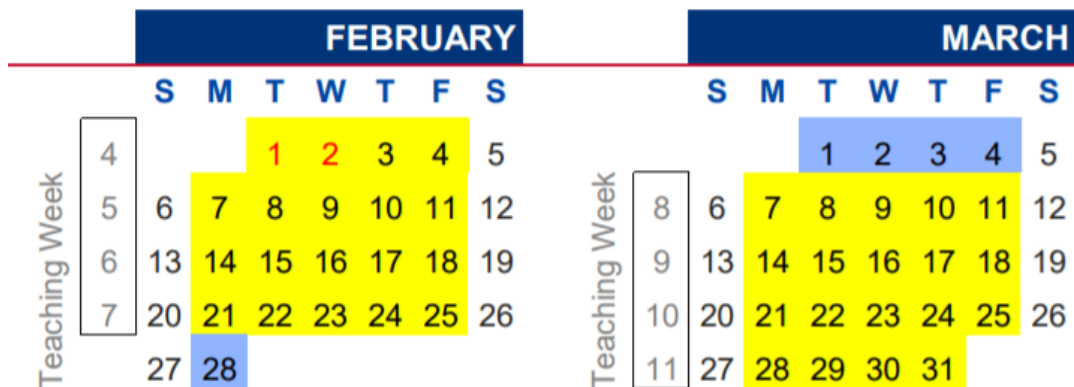 FEBRUARY
S M T W T F S
Teaching Week
4 1 2 3 4 5
5 6 7 8 9 10 11 12
6 13 14 15 16 17 18 19
7 20 21 22 23 24 25 26
27 28
MARCH
S M T W T F S
Teaching Week
1 2 3 4 5
8 6 7 8 9 10 11 12
9 13 14 15 16 17 18 19
10 20 21 22 23 24 25 26
11 27 28 29 30 31